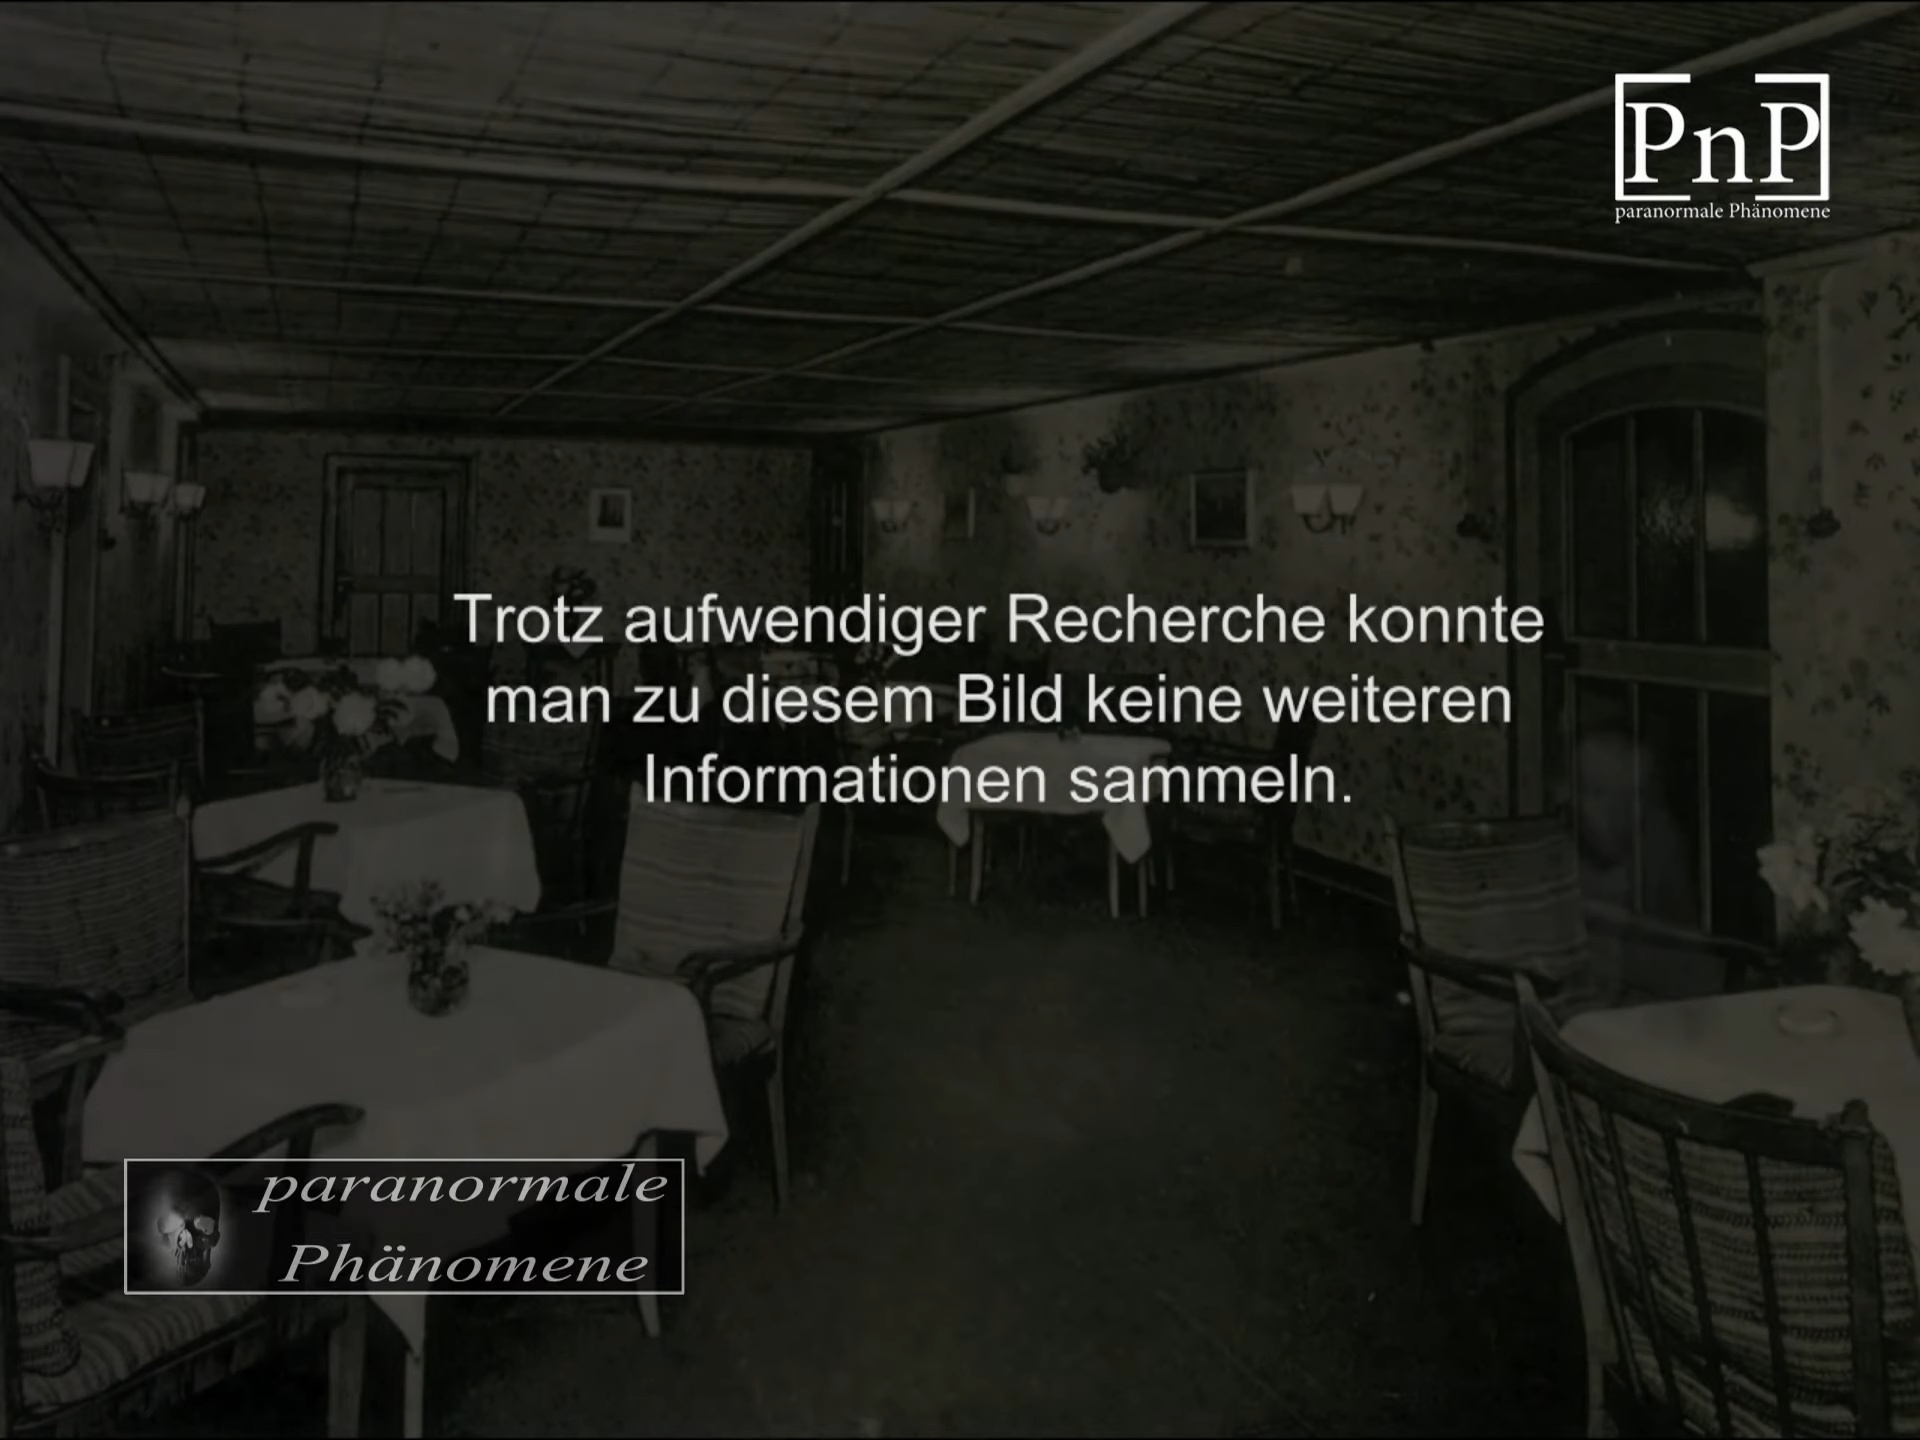 PnP
paranormale Phänomene
Trotz aufwendiger Recherche konnte
man zu diesem Bild keine weiteren
Informationen sammeln.
paranormale
Phänomene